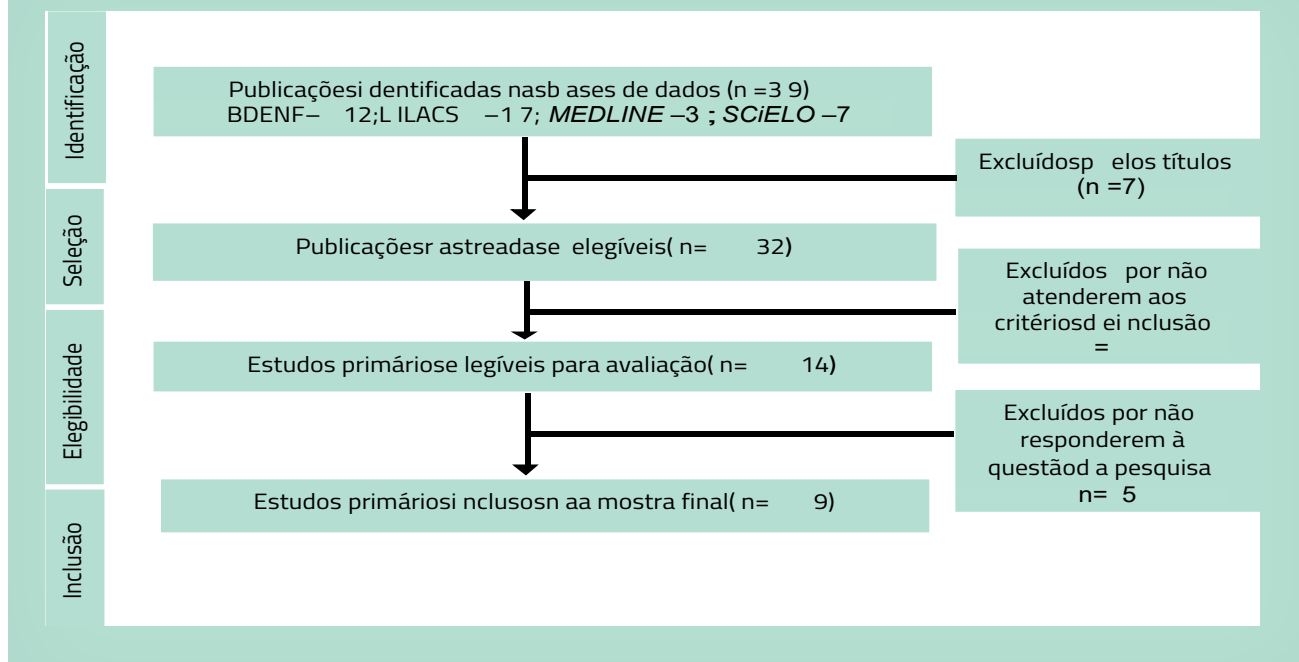 Identificação
Publicaçõesi dentificadas nasb ases de dados (n =3 9)
BDENF– 12;L ILACS –1 7; MEDLINE –3 ; SCiELO –7
Excluídosp elos títulos
(n =7)
Seleção
Publicaçõesr astreadase elegíveis( n= 32)
Excluídos por não
atenderem aos
critériosd ei nclusão
=
Elegibilidade
Estudos primáriose legíveis para avaliação( n= 14)
Excluídos por não
responderem à
questãod a pesquisa
n= 5
Inclusão
Estudos primáriosi nclusosn aa mostra final( n= 9)